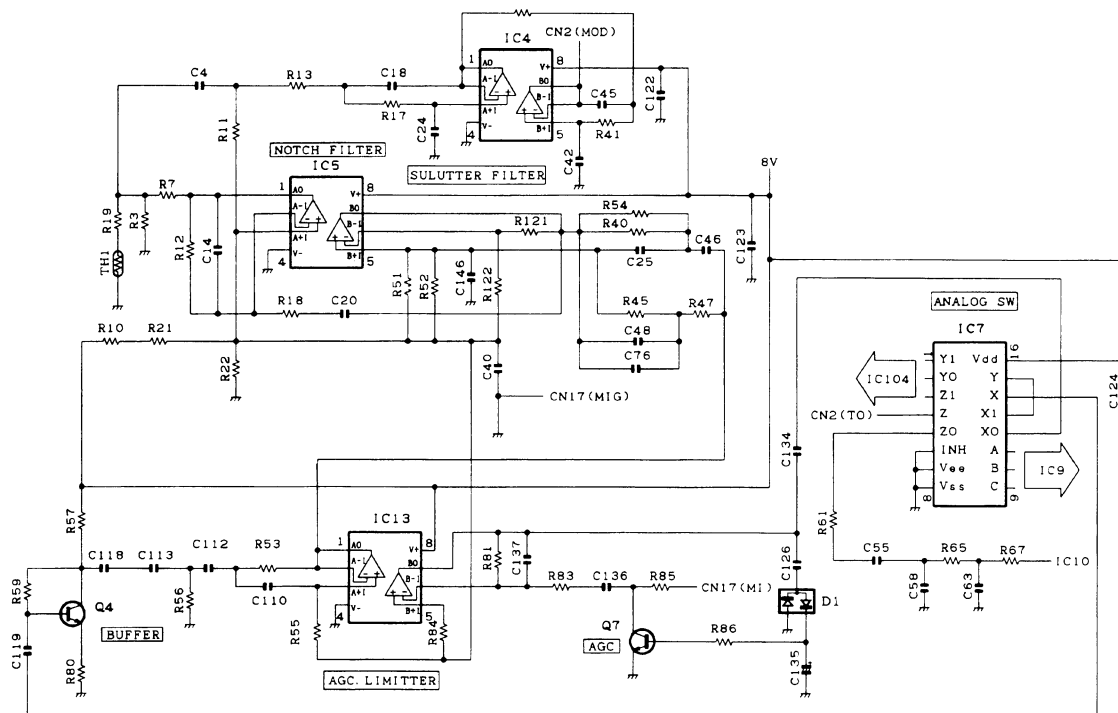 CN2(MOD)
IC4
C4
R13
C18
1
8
AO
A-I
A+I
V-
V+
BO
B-I
B+I
4
5
R17
C24
C45
R41
C42
C122
R11
NOTCH FILTER
IC5
SULUTTER FILTER
8V
R7
1
8
AO
A-I
A+I
V-
V+
BO
B-I
B+I
4
5
R19
R3
R12
C14
TH1
R54
R121
R40
C46
C25
C123
R51
R52
C146
R122
R18
C20
R45
R47
ANALOG SW
R10
R21
C48
IC7
R22
C40
C76
Y1
Y0
Z1
Z
Z0
INH
Vee
Vss
8
Vdd
16
Y
X
X1
X0
A
B
C
9
IC104
C124
CN17(MIG)
CN2(TO)
C134
IC9
R57
IC13
R61
1
8
AO
A-I
A+I
V-
V+
BO
B-I
B+I
4
5
C118
C113
C112
R53
R81
C137
C126
C55
R65
R67
IC10
R59
R56
C110
R83
C136
R85
CN17(MI)
C58
C63
Q4
D1
BUFFER
R55
R84
Q7
R86
AGC
C119
R80
C135
AGC. LIMITTER